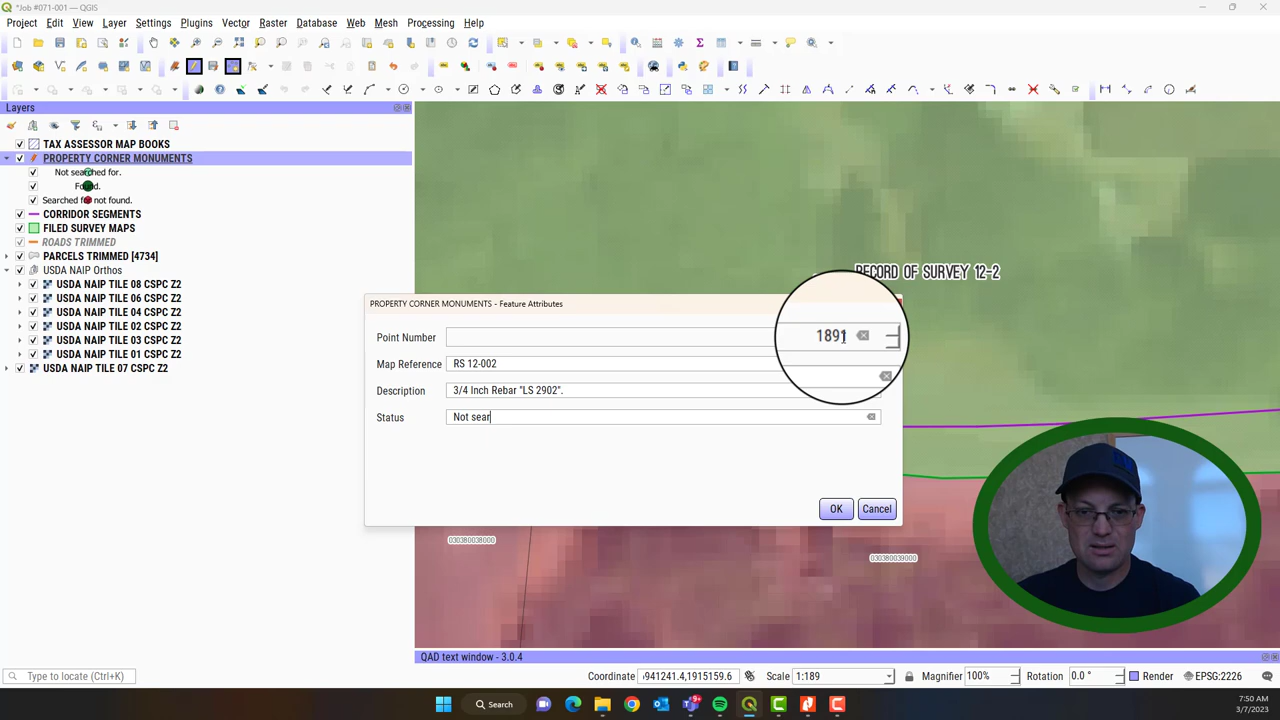 *Job #071-001 — QGIS
Project Edit View Layer Settings Plugins Vector Raster Database Web Mesh Processing Help
Layers
TAX ASSESSOR MAP BOOKS
PROPERTY CORNER MONUMENTS
Not searched for.
Found.
Searched for not found.
CORRIDOR SEGMENTS
FILED SURVEY MAPS
ROADS TRIMMED
PARCELS TRIMMED [4734]
USDA NAIP Orthos
USDA NAIP TILE 08 CSPC Z2
USDA NAIP TILE 06 CSPC Z2
USDA NAIP TILE 04 CSPC Z2
USDA NAIP TILE 02 CSPC Z2
USDA NAIP TILE 03 CSPC Z2
USDA NAIP TILE 01 CSPC Z2
USDA NAIP TILE 07 CSPC Z2
RECORD OF SURVEY 12-2
PROPERTY CORNER MONUMENTS - Feature Attributes
Point Number
1891
Map Reference RS 12-002
Description 3/4 Inch Rebar "LS 2902".
Status Not sear
OK Cancel
030380038000
030380039000
QAD text window - 3.0.4
Type to locate (Ctrl+K) Coordinate 941241.4,1915159.6 Scale 1:189 Magnifier 100% Rotation 0.0 ° Render EPSG:2226
Search
7:50 AM
3/7/2023